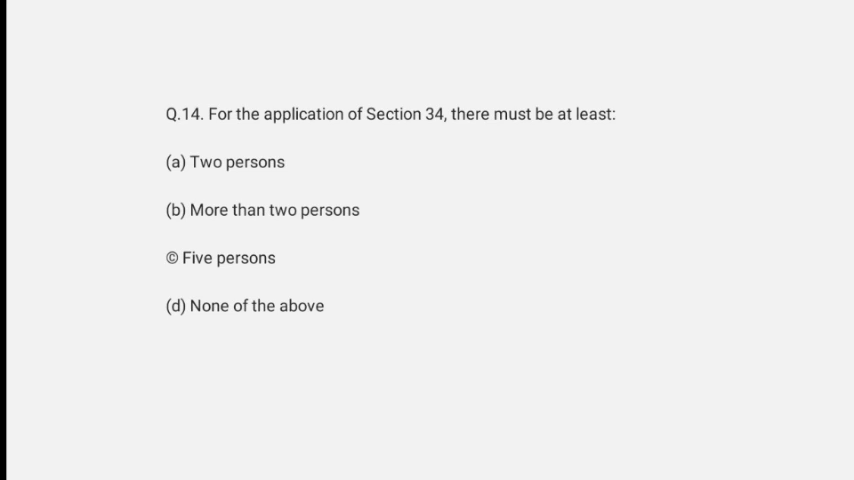 Q.14. For the application of Section 34, there must be at least:
(a) Two persons
(b) More than two persons
© Five persons
(d) None of the above